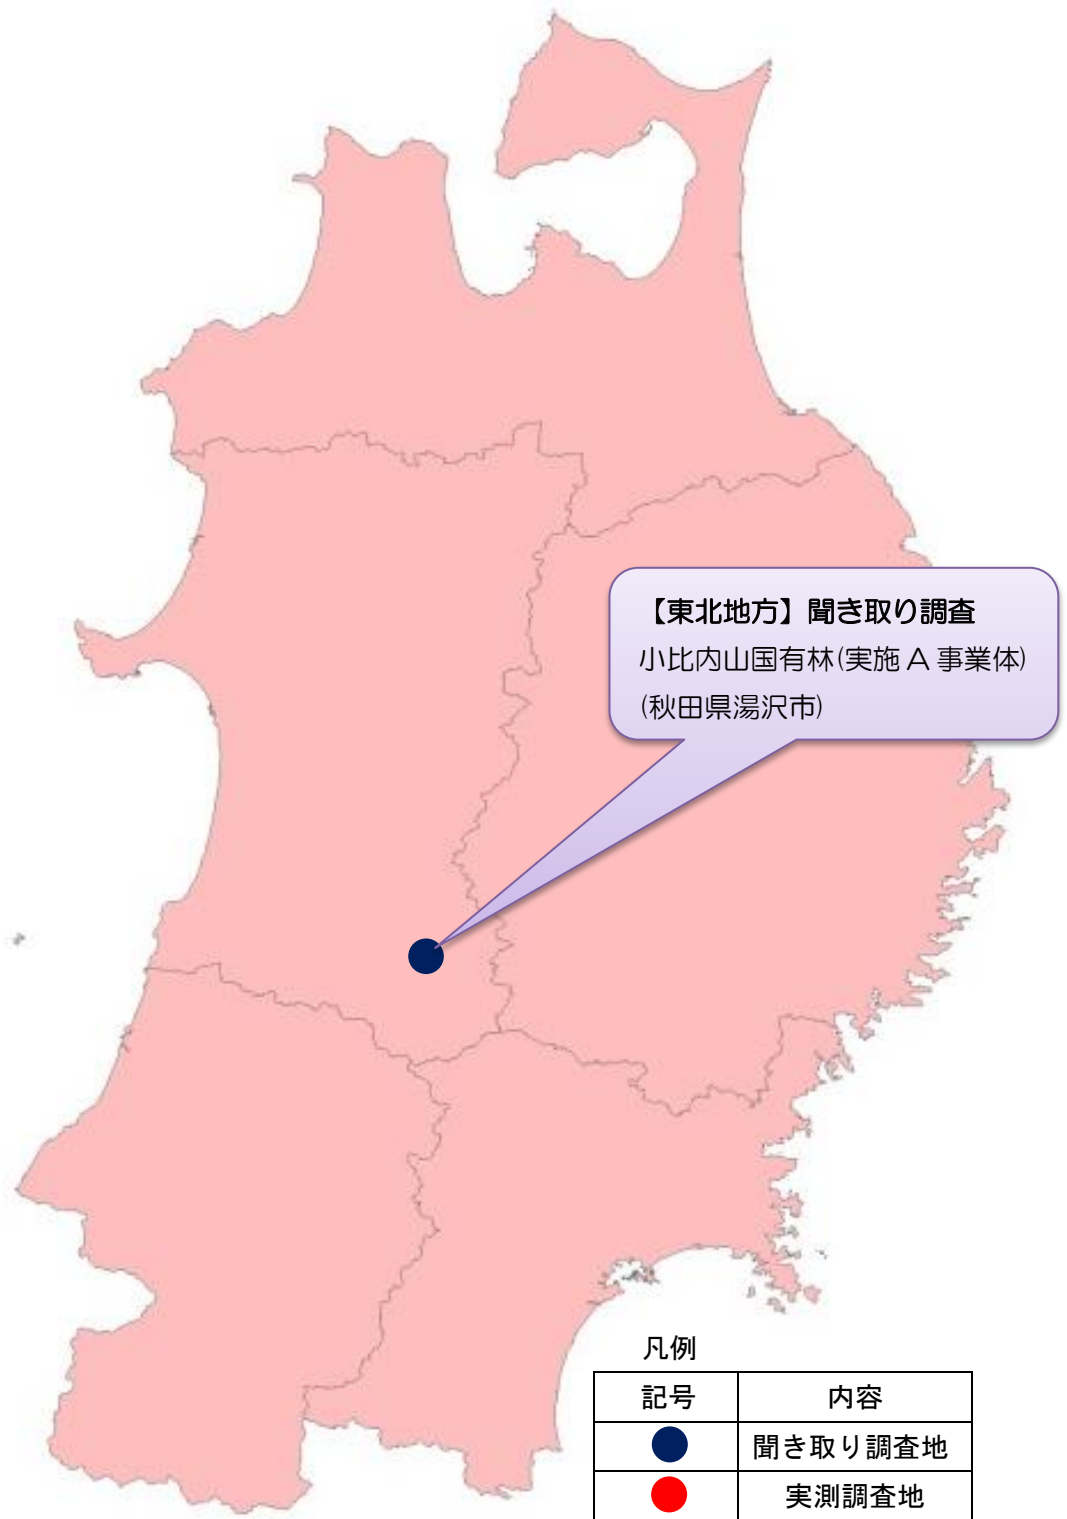 【東北地方】聞き取り調査
小比内山国有林(実施 A 事業体)
(秋田県湯沢市)
凡例
記号 内容
聞き取り調査地
実測調査地